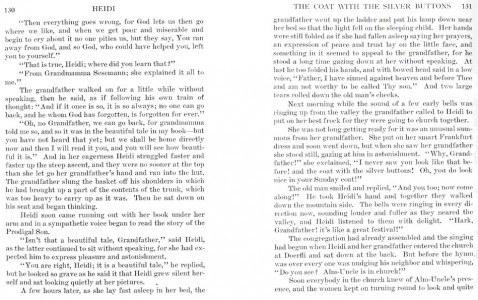 130 HEIDI
"Then everything goes wrong, for God lets us then go
where we like, and when we get poor and miserable and
begin to cry about it no one pities us, but they say, You ran
away from God, and so God, who could have helped you, left
you to yourself."
"That is true, Heidi; where did you learn that?"
"From Grandmamma Sesemann; she explained it all to
me."
The grandfather walked on for a little while without
speaking, then he said, as if following his own train of
thought: "And if it once is so, it is so always; no one can go
back, and he whom God has forgotten, is forgotten for ever."
"Oh, no Grandfather, we can go back, for grandmamma
told me so, and so it was in the beautiful tale in my book—but
you have not heard that yet; but we shall be home directly
now and then I will read it you, and you will see how beauti-
ful it is." And in her eagerness Heidi struggled faster and
faster up the steep ascent, and they were no sooner at the top
than she let go her grandfather's hand and ran into the hut.
The grandfather slung the basket off his shoulders in which
he had brought up a part of the contents of the trunk, which
was too heavy to carry up as it was. Then he sat down on
his seat and began thinking.
Heidi soon came running out with her book under her
arm and in a sympathetic voice began to read the story of the
Prodigal Son.
"Isn't that a beautiful tale, Grandfather," said Heidi,
as the latter continued to sit without speaking, for she had ex-
pected him to express pleasure and astonishment.
"You are right, Heidi; it is a beautiful tale," he replied,
but he looked so grave as he said it that Heidi grew silent her-
self and sat looking quietly at her pictures.
A few hours later, as she lay fast asleep in her bed, the
THE COAT WITH THE SILVER BUTTONS 131
grandfather went up the ladder and put his lamp down near
her bed so that the light fell on the sleeping child. Her hands
were still folded as if she had fallen asleep saying her prayers,
an expression of peace and trust lay on the little face, and
something in it seemed to appeal to the grandfather, for he
stood a long time gazing down at her without speaking. At
last he too folded his hands, and with bowed head said in a low
voice, "Father, I have sinned against heaven and before Thee
and am not worthy to be called Thy son." And two large
tears rolled down the old man's cheeks.
Next morning while the sound of a few early bells was
ringing up from the valley the grandfather called to Heidi to
put on her best frock for they were going to church together.
She was not long getting ready for it was an unusual sum-
mons from her grandfather. She put on her smart Frankfort
dress and soon went down, but when she saw her grandfather
she stood still, gazing at him in astonishment. "Why, Grand-
father!" she exclaimed, "I never saw you look like that be-
fore! and the coat with the silver buttons! Oh, you do look
nice in your Sunday coat!"
The old man smiled and replied, "And you too; now come
along!" He took Heidi's hand and together they walked
down the mountain side. The bells were ringing in every di-
rection now, sounding louder and fuller as they neared the
valley, and Heidi listened to them with delight. "Hark,
Grandfather! it's like a great festival!"
The congregation had already assembled and the singing
had begun when Heidi and her grandfather entered the church
at Doerfli and sat down at the back. But before the hymn
was over every one was nudging his neighbor and whispering,
"Do you see? Alm-Uncle is in church!"
Soon everybody in the church knew of Alm-Uncle's pres-
ence, and the women kept on turning round to look and quite